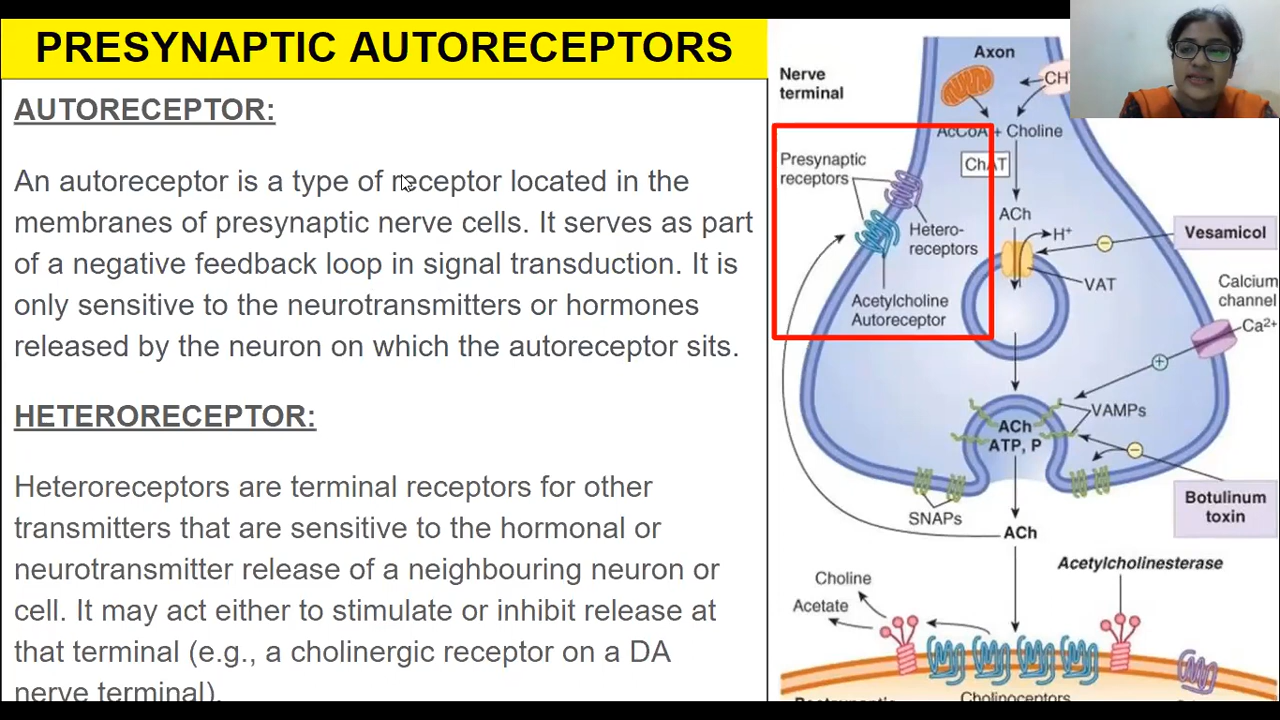 PRESYNAPTIC AUTORECEPTORS
AUTORECEPTOR:
An autoreceptor is a type of receptor located in the
membranes of presynaptic nerve cells. It serves as part
of a negative feedback loop in signal transduction. It is
only sensitive to the neurotransmitters or hormones
released by the neuron on which the autoreceptor sits.
HETERORECEPTOR:
Heteroreceptors are terminal receptors for other
transmitters that are sensitive to the hormonal or
neurotransmitter release of a neighbouring neuron or
cell. It may act either to stimulate or inhibit release at
that terminal (e.g., a cholinergic receptor on a DA
nerve terminal).
Axon
Nerve
terminal
CH
AcCoA + Choline
Presynaptic
receptors
ChAT
ACh
H⁺
Hetero-
receptors
Vesamicol
VAT
Calcium
channel
Ca²⁺
Acetylcholine
Autoreceptor
VAMPs
ACh
ATP, P
Botulinum
toxin
SNAPs
ACh
Acetylcholinesterase
Choline
Acetate
Cholinoceptors
Postsynaptic